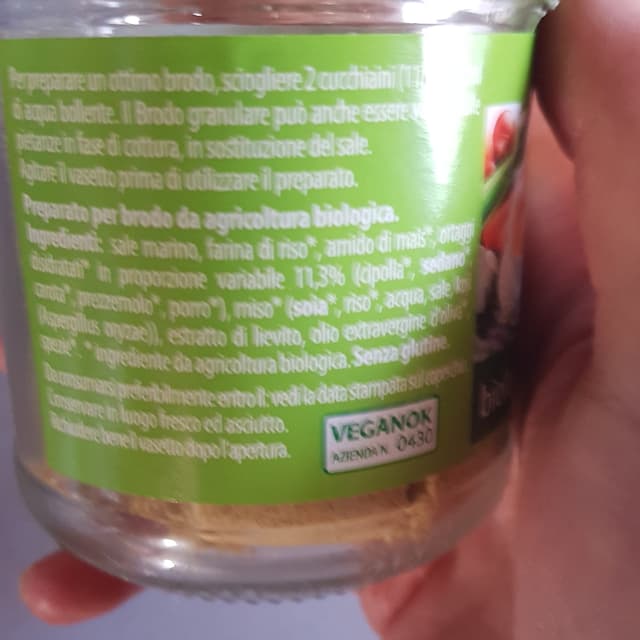 Per preparare un ottimo brodo, sciogliere 2 cucchiaini
di acqua bollente. Il Brodo granulare può anche essere
pietanze in fase di cottura, in sostituzione del sale.
Agitare il vasetto prima di utilizzare il preparato.
Preparato per brodo da agricoltura biologica.
Ingredienti: sale marino, farina di riso*, amido di mais*, ortaggi
disidratati* in proporzione variabile 11,3% (cipolla*, sedano*,
carota*, prezzemolo*, porro*), miso* (soia*, riso*, acqua, sale, koji
(Aspergillus oryzae)), estratto di lievito, olio extravergine d'oliva*,
spezie*. * ingrediente da agricoltura biologica. Senza glutine.
Da consumarsi preferibilmente entro il: vedi la data stampata sul
Conservare in luogo fresco ed asciutto.
Richiudere bene il vasetto dopo l'apertura.
VEGANOK
AZIENDA N. 0430